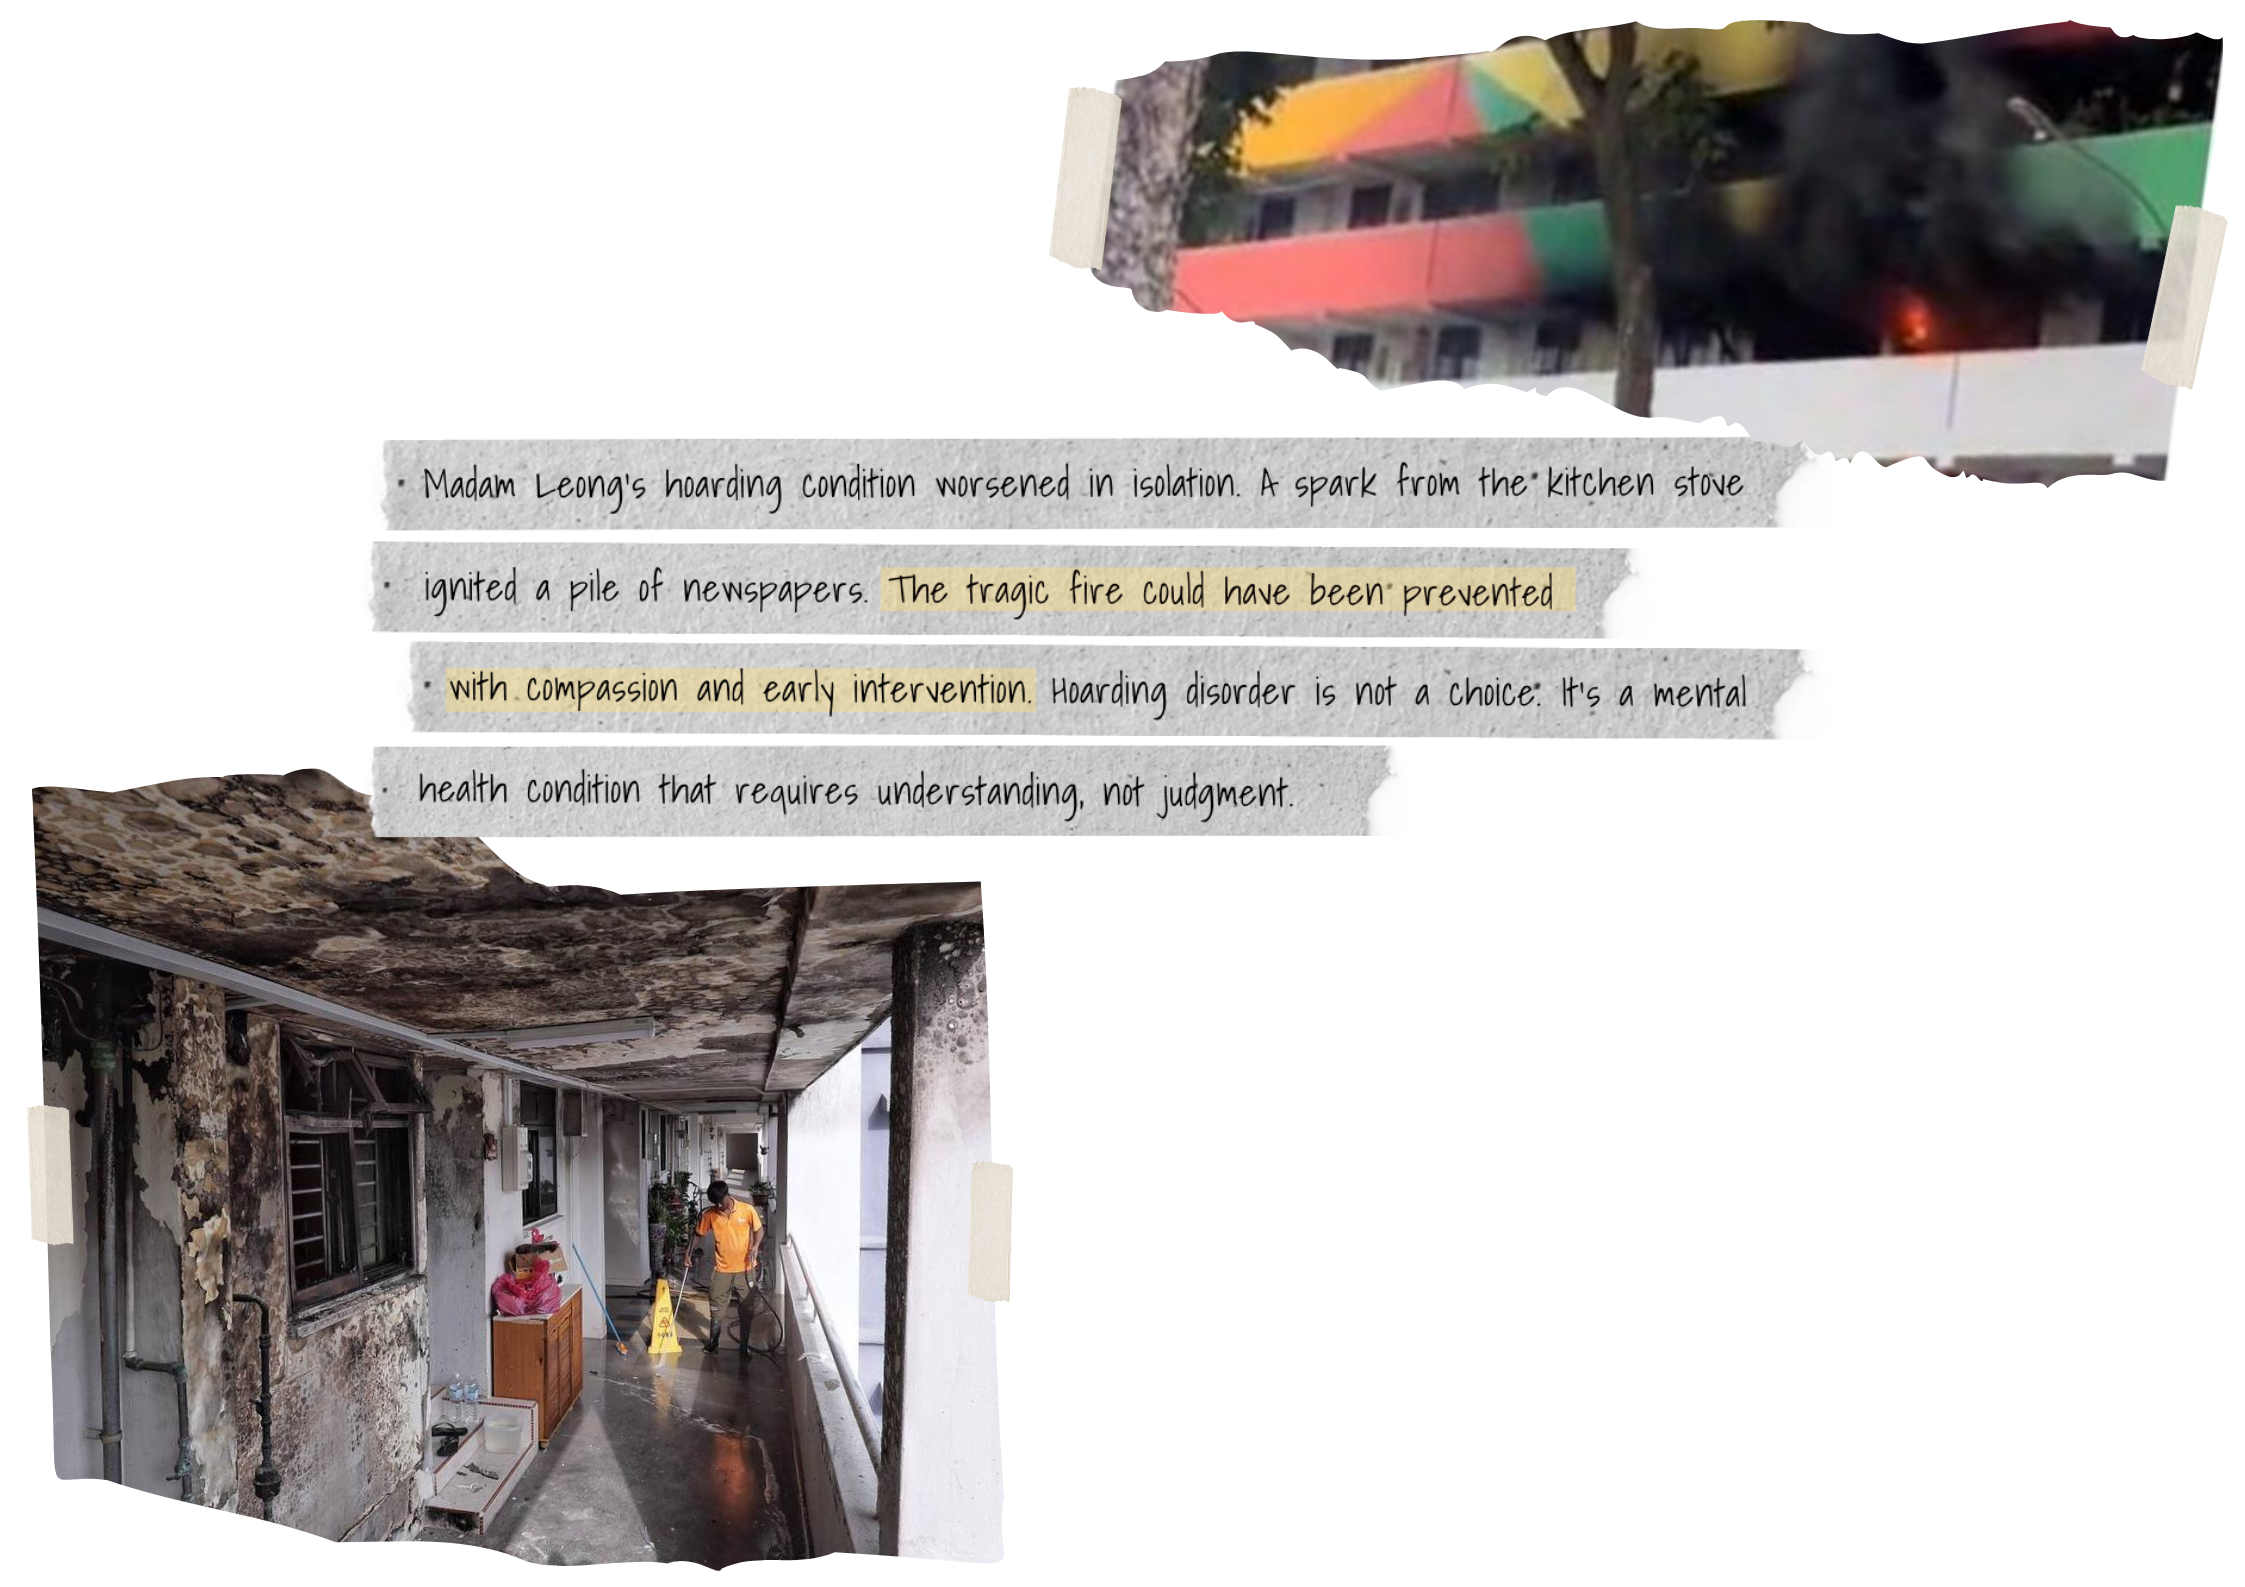 Madam Leong's hoarding condition worsened in isolation. A spark from the kitchen stove
ignited a pile of newspapers. The tragic fire could have been prevented
with compassion and early intervention. Hoarding disorder is not a choice. It's a mental
health condition that requires understanding, not judgment.